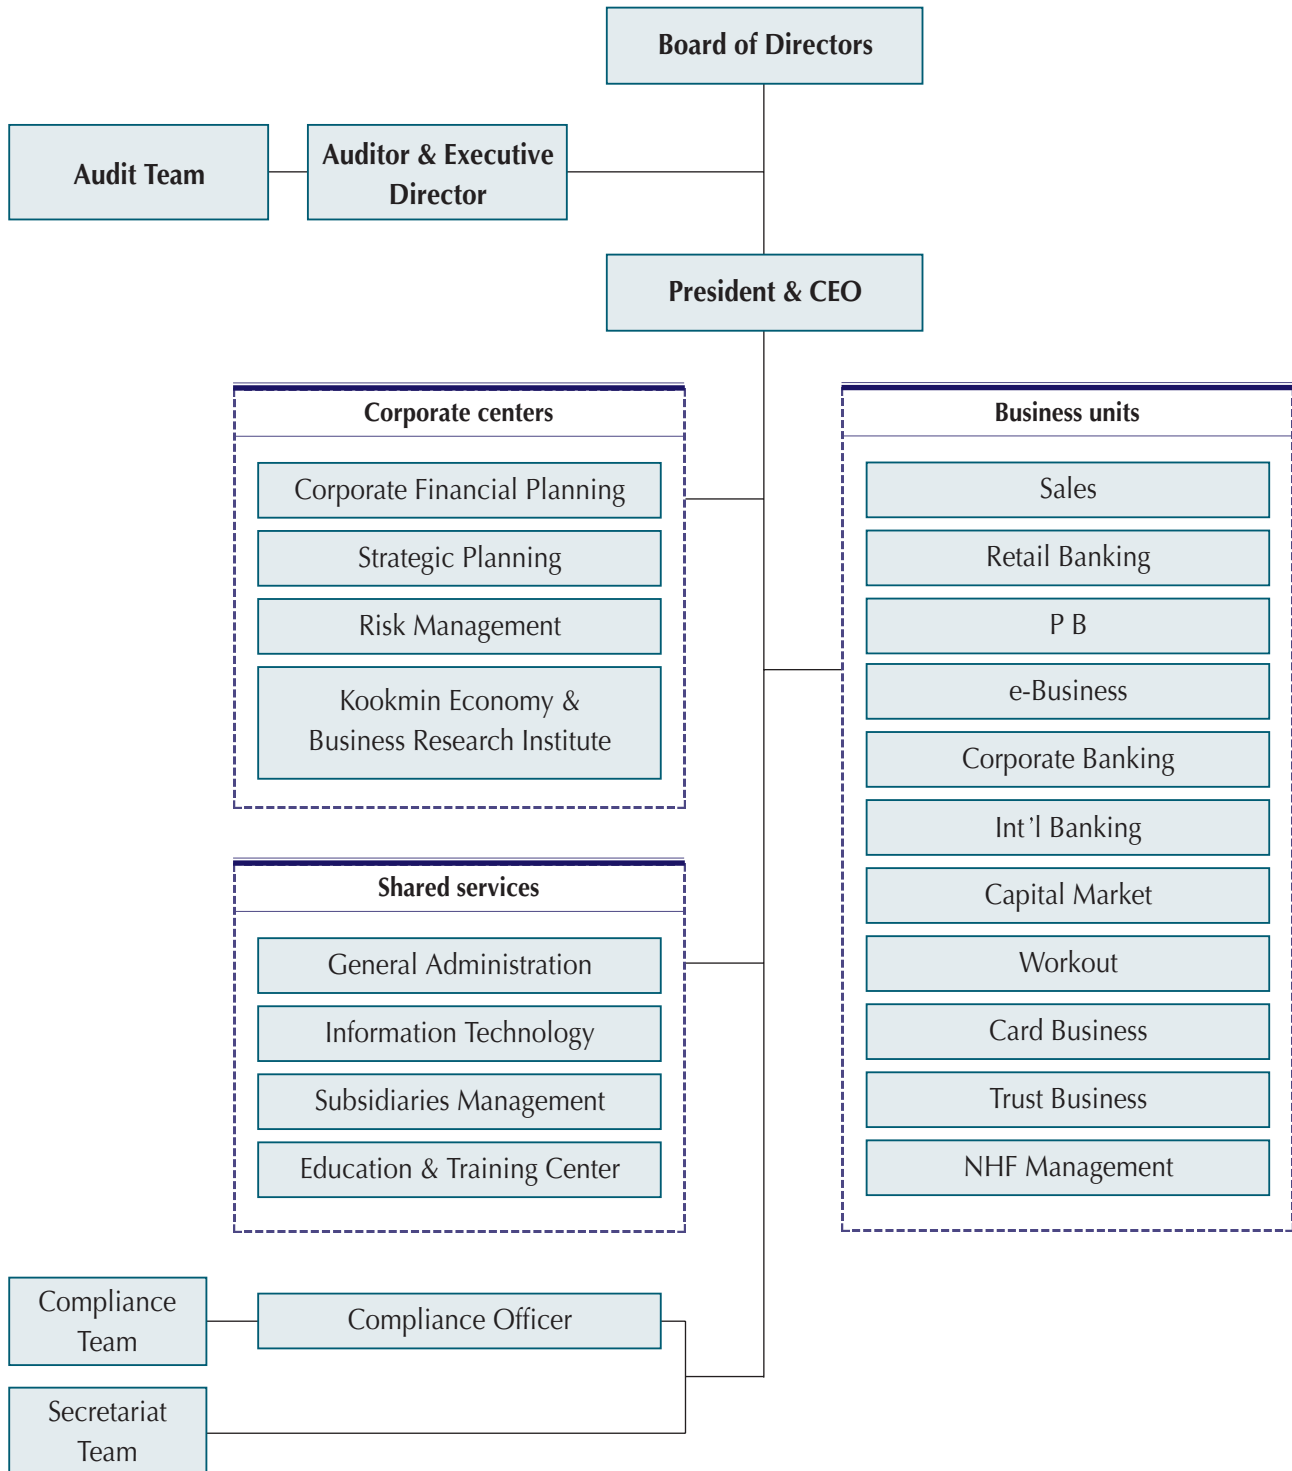 Board of Directors
Audit Team
Auditor & Executive
Director
President & CEO
Corporate centers
Corporate Financial Planning
Strategic Planning
Risk Management
Kookmin Economy &
Business Research Institute
Shared services
General Administration
Information Technology
Subsidiaries Management
Education & Training Center
Business units
Sales
Retail Banking
P B
e-Business
Corporate Banking
Int'l Banking
Capital Market
Workout
Card Business
Trust Business
NHF Management
Compliance
Team
Compliance Officer
Secretariat
Team